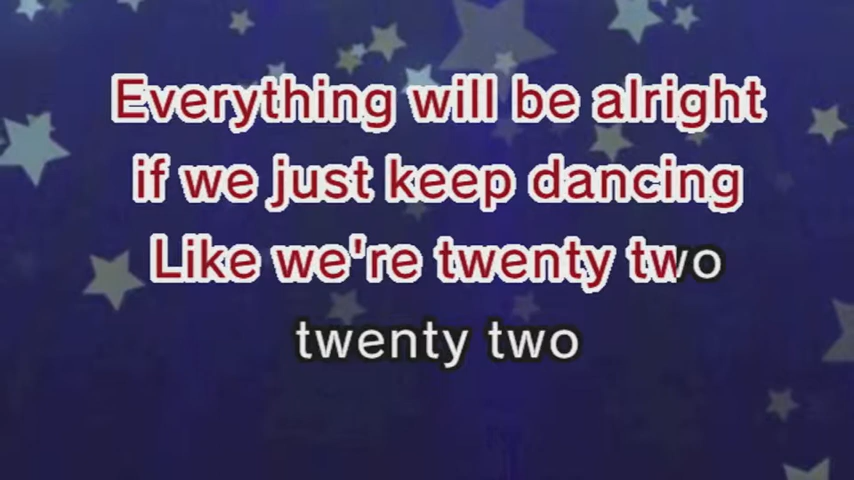 Everything will be alright
if we just keep dancing
Like we're twenty two
twenty two